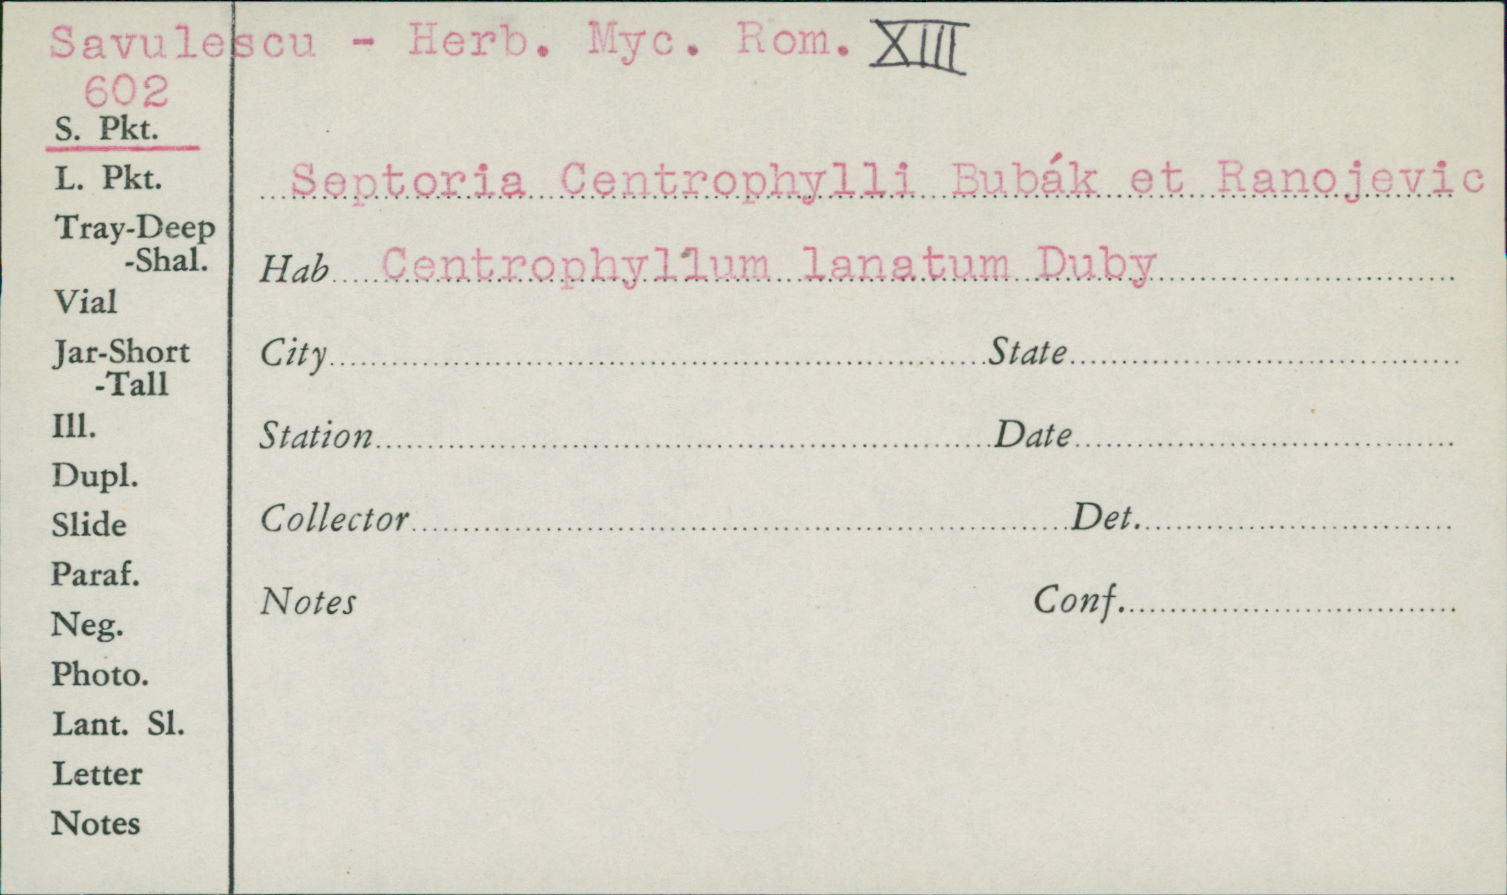 Savulescu - Herb. Myc. Rom. XIII
602
S. Pkt.
L. Pkt.
Septoria Centrophylli Bubák et Ranojevic
Tray-Deep
-Shal.
Hab Centrophyllum lanatum Duby
Vial
Jar-Short
-Tall
City State
Ill.
Station Date
Dupl.
Slide
Collector Det.
Paraf.
Notes Conf.
Neg.
Photo.
Lant. Sl.
Letter
Notes